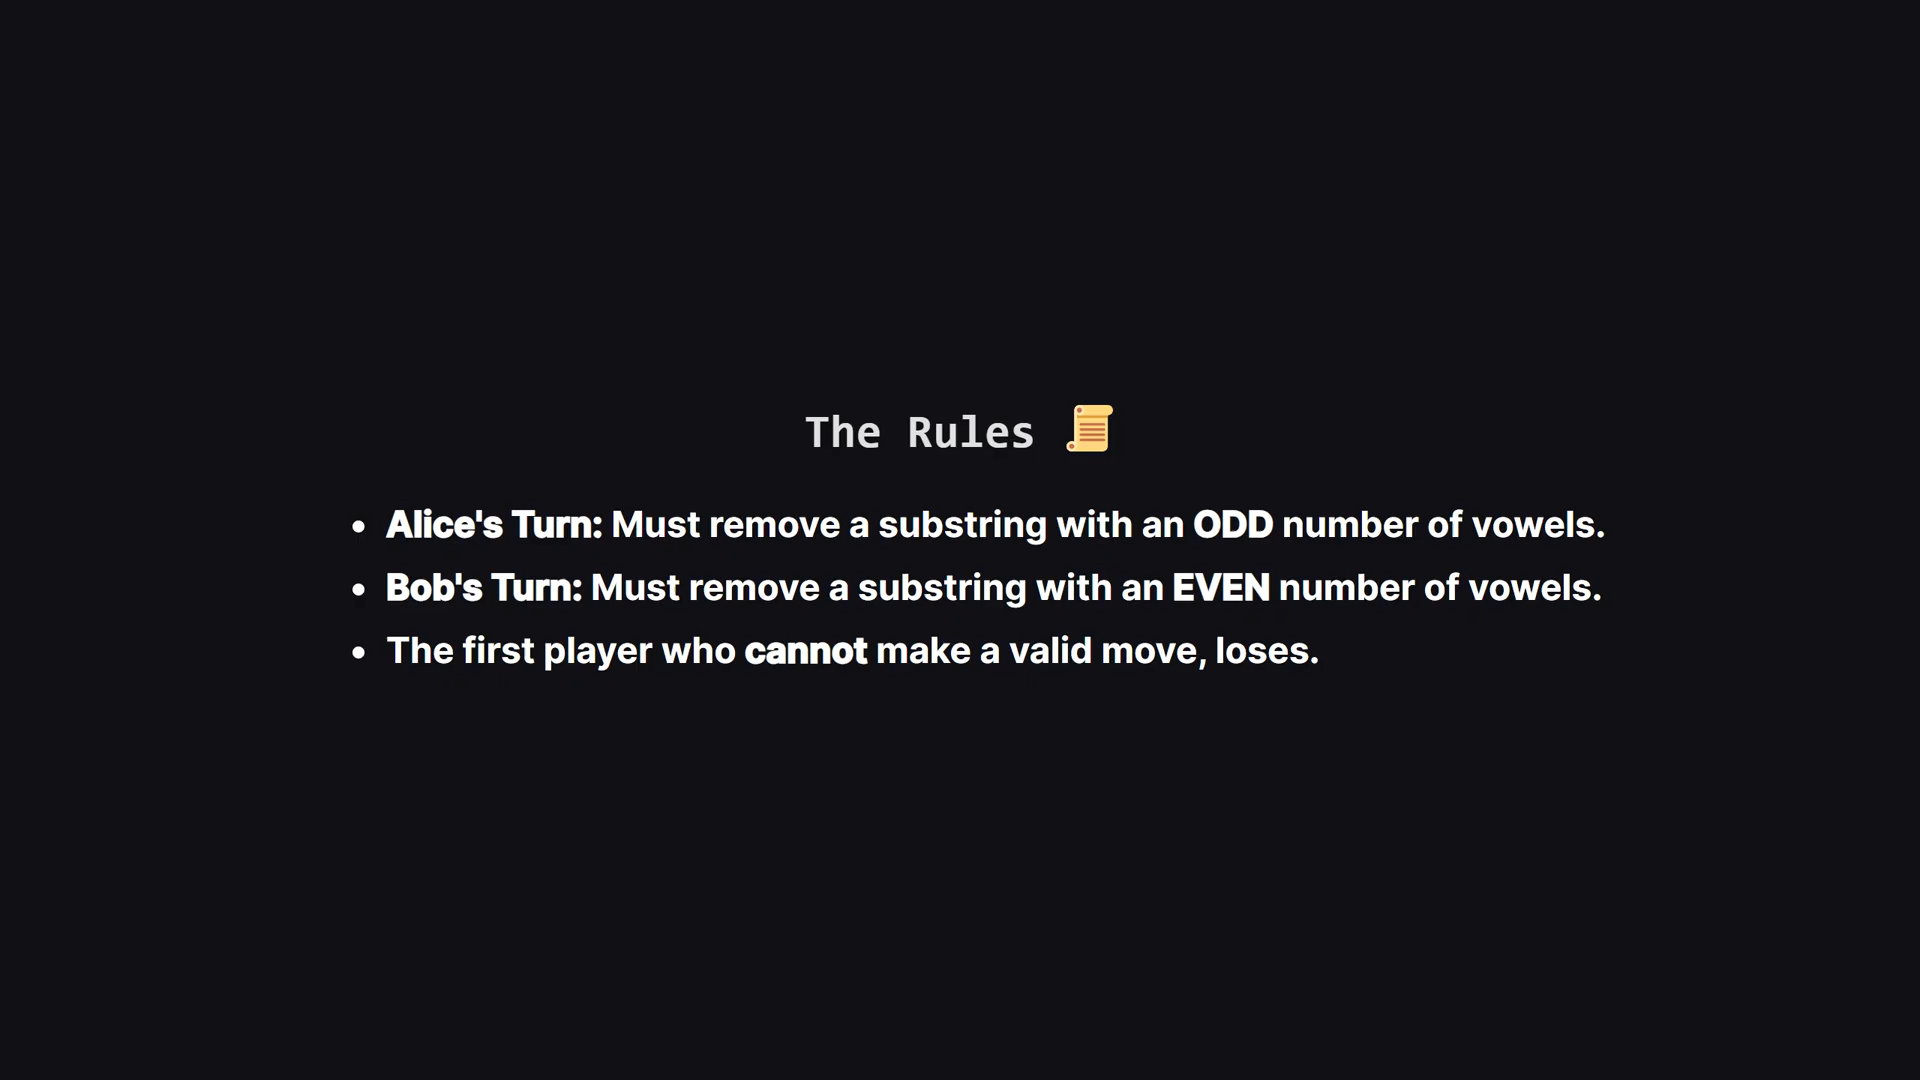 The Rules 📜
• Alice's Turn: Must remove a substring with an ODD number of vowels.
• Bob's Turn: Must remove a substring with an EVEN number of vowels.
• The first player who cannot make a valid move, loses.